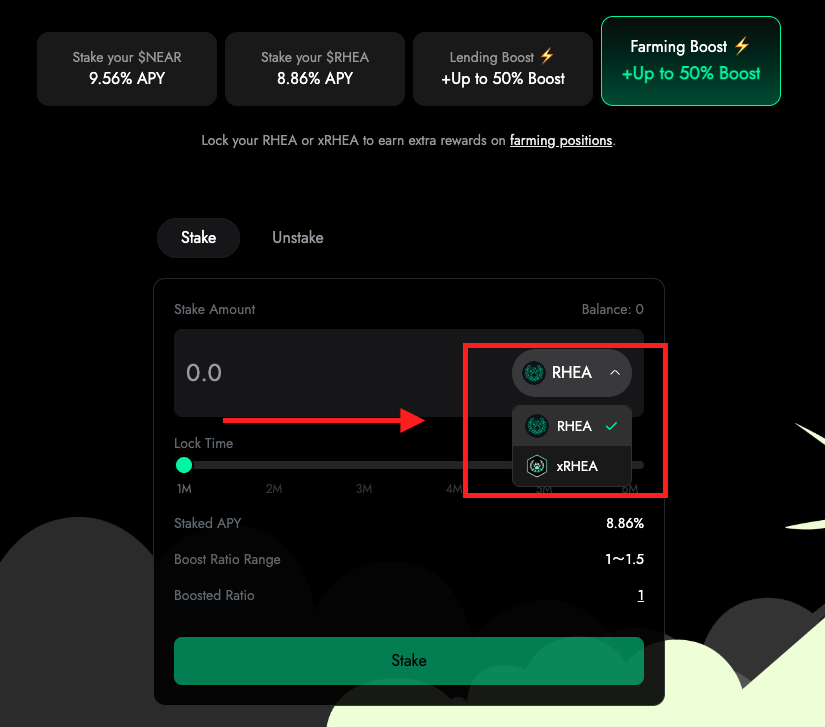 Stake your $NEAR
9.56% APY
Stake your $RHEA
8.86% APY
Lending Boost ⚡
+Up to 50% Boost
Farming Boost ⚡
+Up to 50% Boost
Lock your RHEA or xRHEA to earn extra rewards on farming positions.
Stake
Unstake
Stake Amount
Balance: 0
0.0
RHEA
RHEA
xRHEA
Lock Time
1M
2M
3M
4M
5M
6M
Staked APY
8.86%
Boost Ratio Range
1～1.5
Boosted Ratio
1
Stake